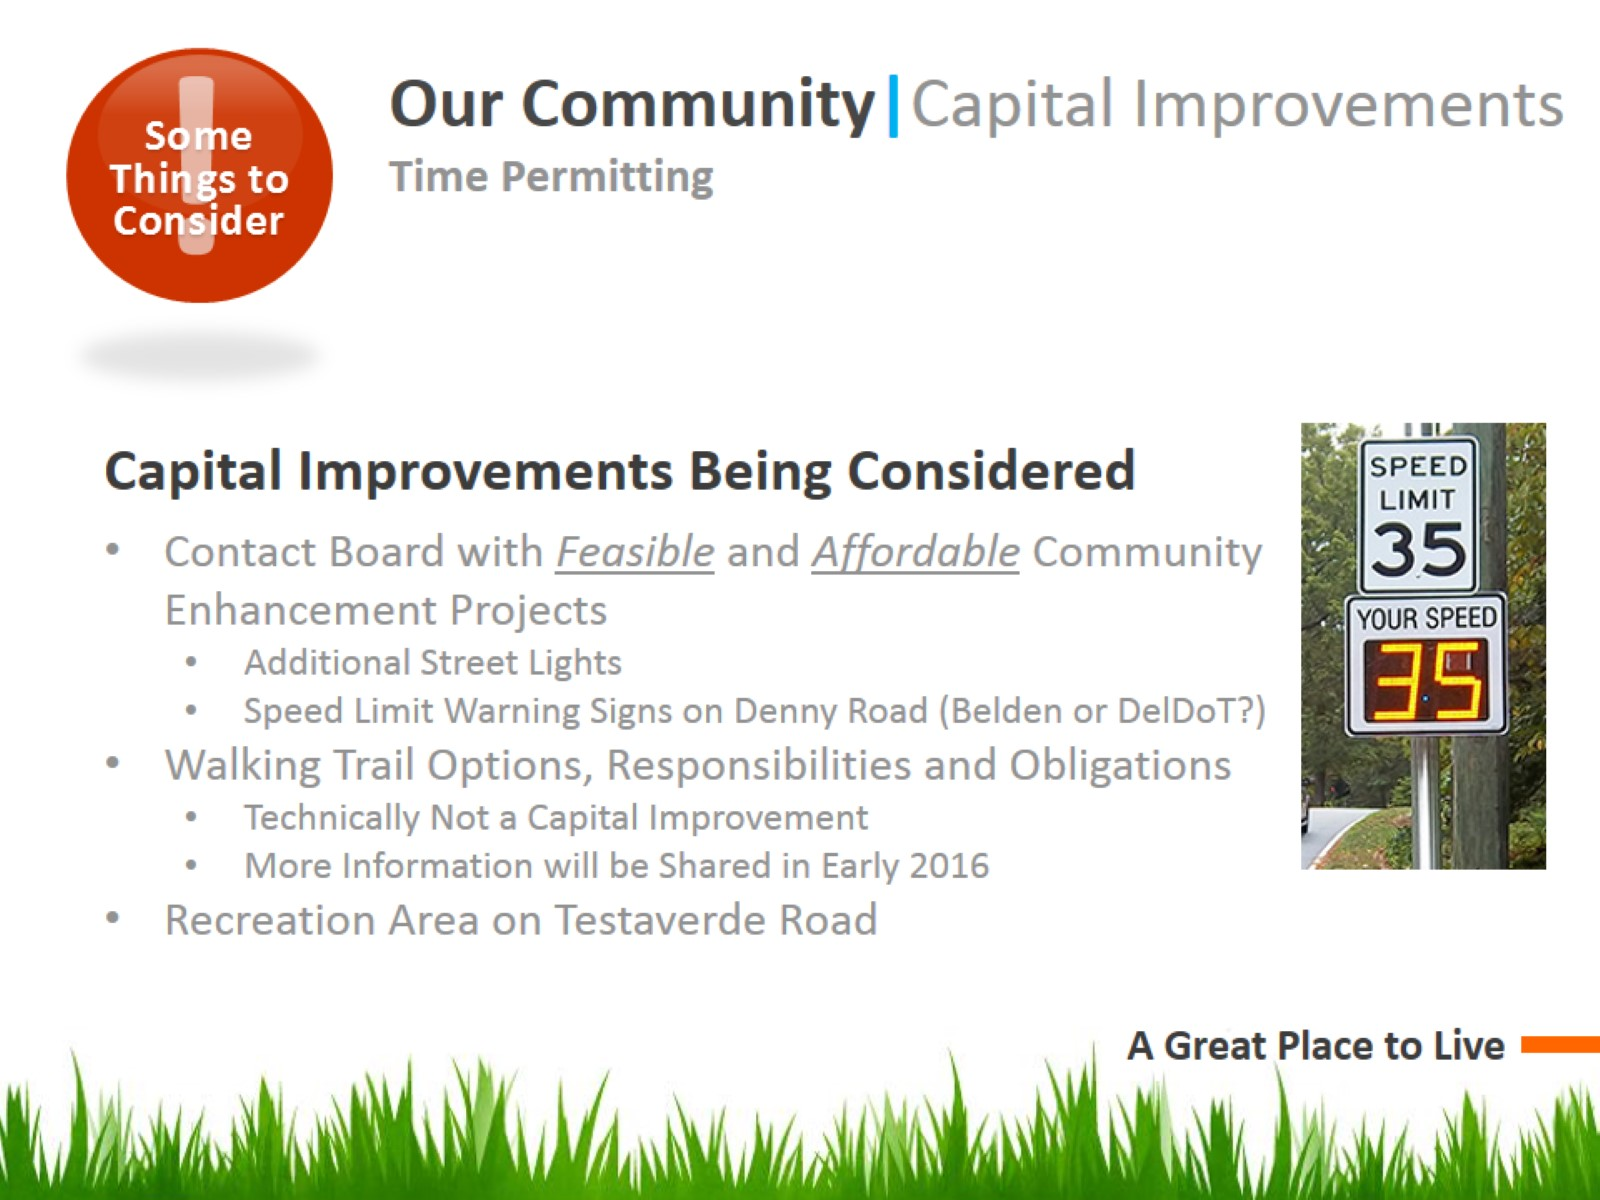 Some
Things to
Consider
Our Community|Capital Improvements
Time Permitting
Capital Improvements Being Considered
• Contact Board with Feasible and Affordable Community
Enhancement Projects
• Additional Street Lights
• Speed Limit Warning Signs on Denny Road (Belden or DelDoT?)
• Walking Trail Options, Responsibilities and Obligations
• Technically Not a Capital Improvement
• More Information will be Shared in Early 2016
• Recreation Area on Testaverde Road
SPEED
LIMIT
35
YOUR SPEED
35
A Great Place to Live